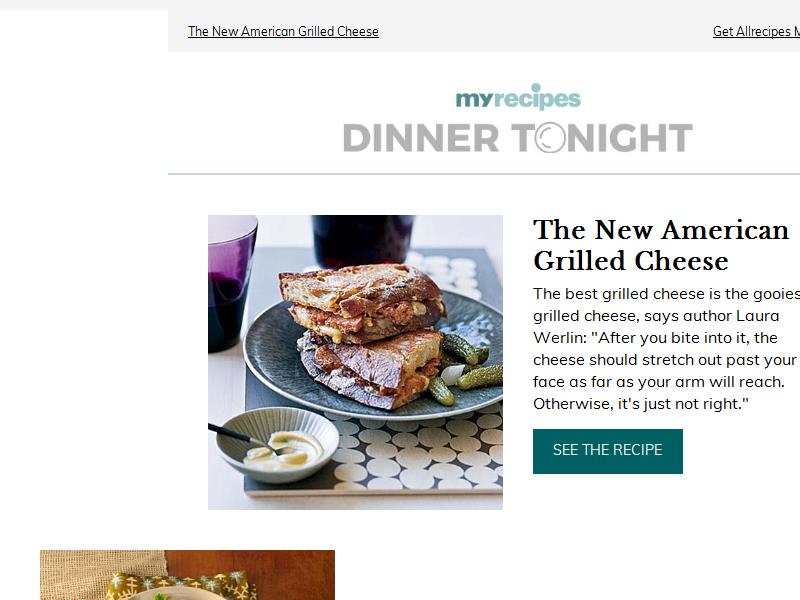 The New American Grilled Cheese
Get Allrecipes
myrecipes
DINNER TONIGHT
The New American
Grilled Cheese
The best grilled cheese is the
grilled cheese, says author Laura
Werlin: "After you bite into it, the
cheese should stretch out past your
face as far as your arm will reach.
Otherwise, it's just not right."
SEE THE RECIPE